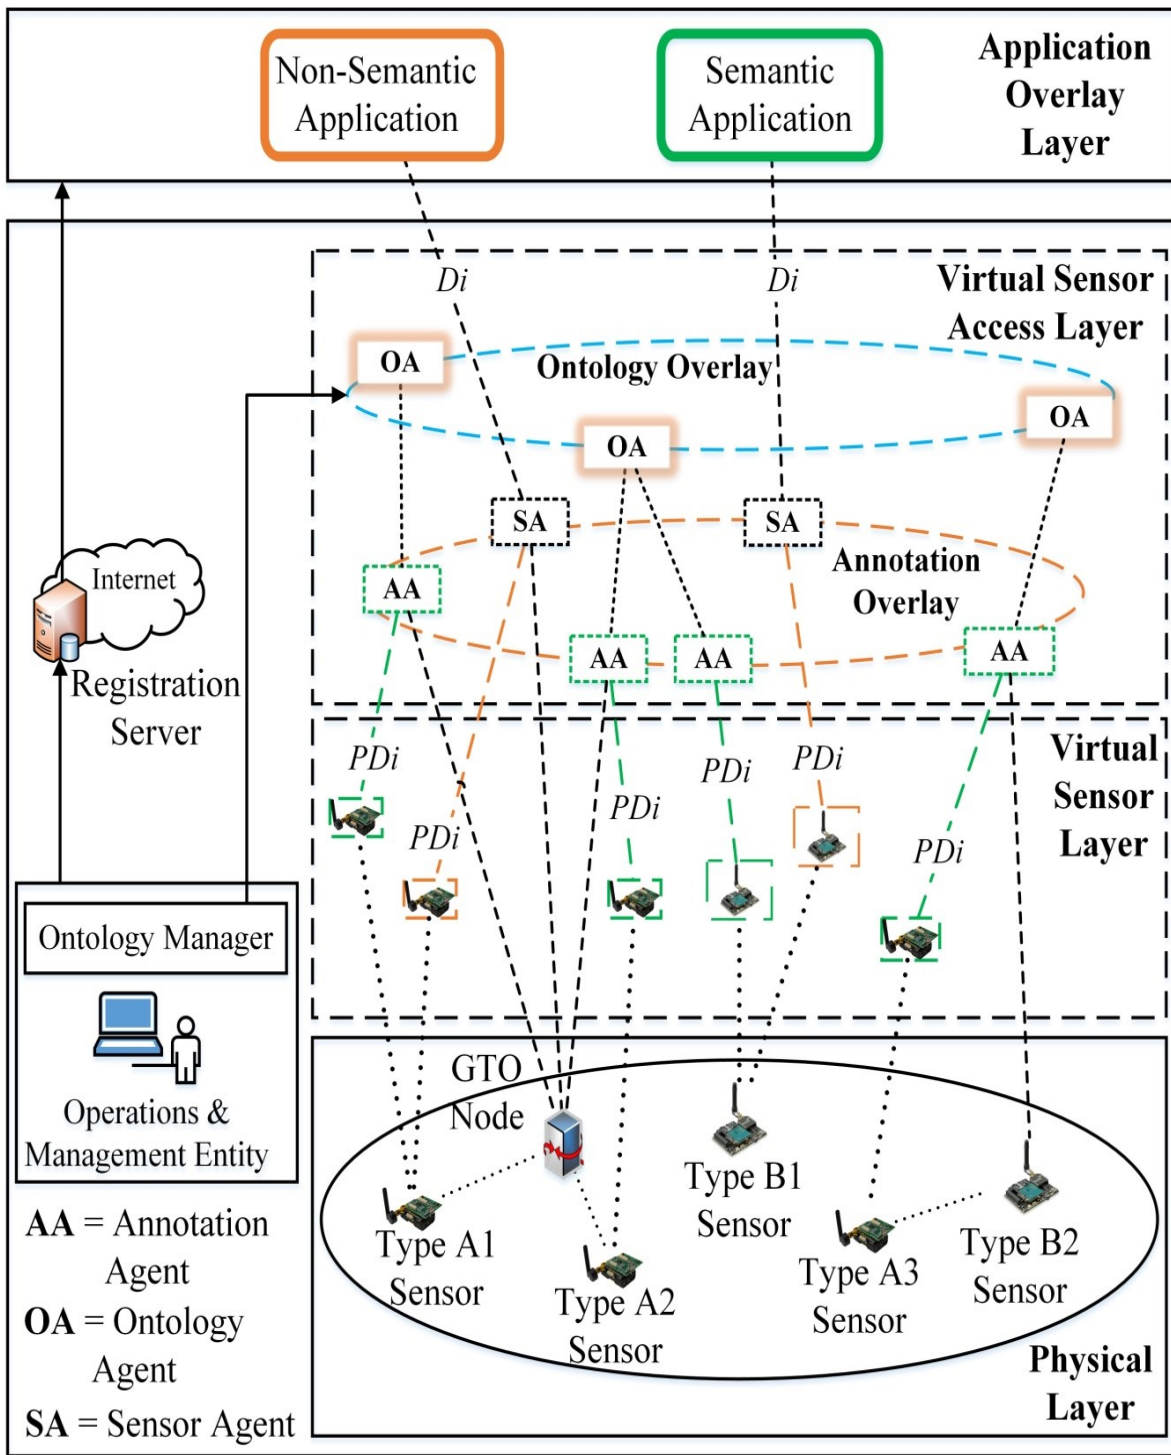 Non-Semantic
Application
Semantic
Application
Application
Overlay
Layer
Di
Di
Virtual Sensor
Access Layer
OA
Ontology Overlay
OA
OA
SA
SA
Internet
AA
Annotation
Overlay
AA
AA
AA
Registration
Server
PDi
PDi
PDi
PDi
PDi
PDi
Virtual
Sensor
Layer
Ontology Manager
Operations &
Management Entity
GTO
Node
Type A1
Sensor
Type A2
Sensor
Type B1
Sensor
Type A3
Sensor
Type B2
Sensor
Physical
Layer
AA = Annotation
Agent
OA = Ontology
Agent
SA = Sensor Agent